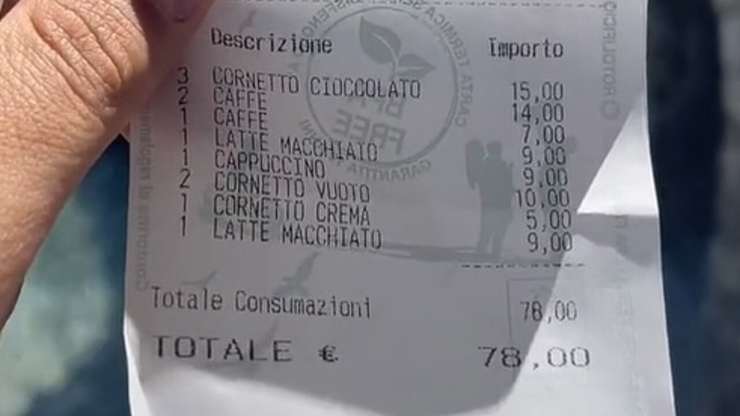 Descrizione Importo
3 CORNETTO CIOCCOLATO 15,00
2 CAFFE 14,00
1 CAFFE 7,00
1 LATTE MACCHIATO 9,00
1 CAPPUCCINO 9,00
2 CORNETTO VUOTO 10,00
1 CORNETTO CREMA 5,00
1 LATTE MACCHIATO 9,00
Totale Consumazioni 78,00
TOTALE € 78,00